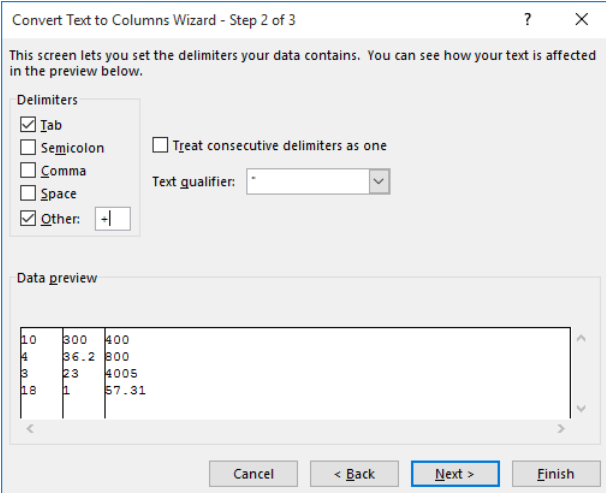 Convert Text to Columns Wizard - Step 2 of 3 ?
This screen lets you set the delimiters your data contains. You can see how your text is affected
in the preview below.
Delimiters
Tab
Semicolon
Comma
Space
Other: +
Treat consecutive delimiters as one
Text qualifier: "
Data preview
10 300 400
4 36.2 800
3 23 4005
18 1 57.31
Cancel < Back Next > Finish